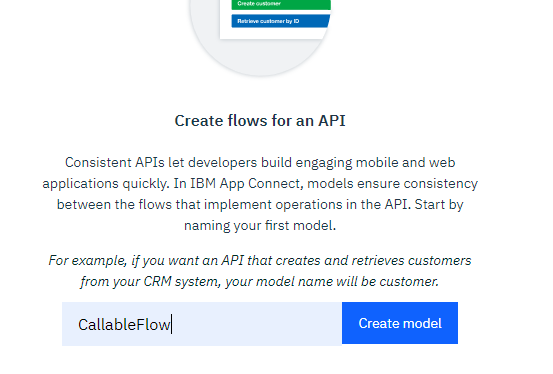 Create customer
Retrieve customer by ID
Create flows for an API
Consistent APIs let developers build engaging mobile and web
applications quickly. In IBM App Connect, models ensure consistency
between the flows that implement operations in the API. Start by
naming your first model.
For example, if you want an API that creates and retrieves customers
from your CRM system, your model name will be customer.
CallableFlow
Create model